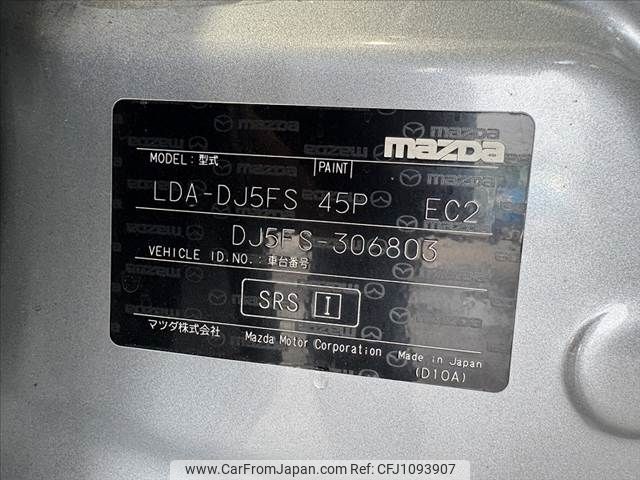 mazda
MODEL: 型式 PAINT
LDA-DJ5FS 45P EC2
DJ5FS-306803
VEHICLE ID.NO.: 車台番号
SRS I
マツダ株式会社 Mazda Motor Corporation Made in Japan
(D10A)
www.CarFromJapan.com - Ref: CFJ1093907